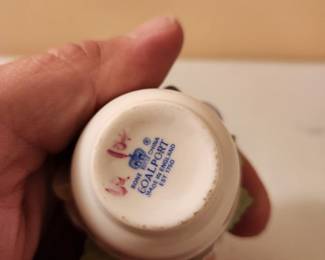 BONE CHINA
®
COALPORT
MADE IN ENGLAND
EST 1750